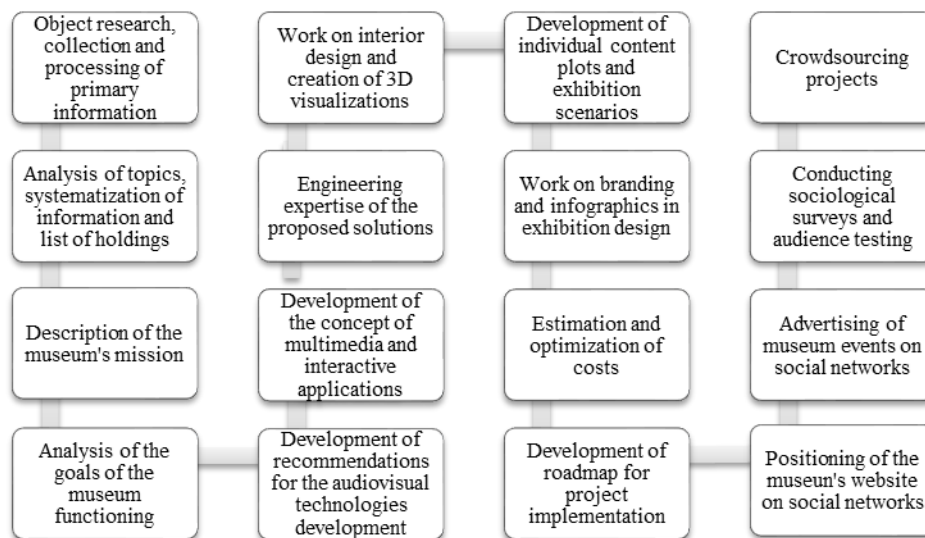 Object research,
collection and
processing of
primary
information
Analysis of topics,
systematization of
information and
list of holdings
Description of the
museum's mission
Analysis of the
goals of the
museum
functioning
Work on interior
design and
creation of 3D
visualizations
Engineering
expertise of the
proposed solutions
Development of
the concept of
multimedia and
interactive
applications
Development of
recommendations
for the audiovisual
technologies
development
Development of
individual content
plots and
exhibition
scenarios
Work on branding
and infographics in
exhibition design
Estimation and
optimization of
costs
Development of
roadmap for
project
implementation
Crowdsourcing
projects
Conducting
sociological
surveys and
audience testing
Advertising of
museum events on
social networks
Positioning of the
museun's website
on social networks